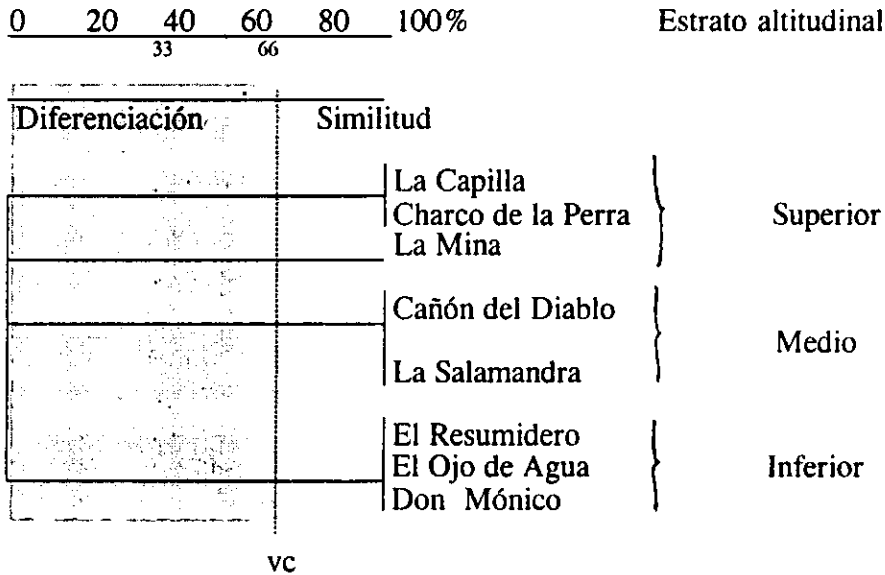 0 20 40 60 80 100% Estrato altitudinal
33 66
Diferenciación Similitud
La Capilla
Charco de la Perra Superior
La Mina
Cañón del Diablo
Medio
La Salamandra
El Resumidero
El Ojo de Agua Inferior
Don Mónico
vc